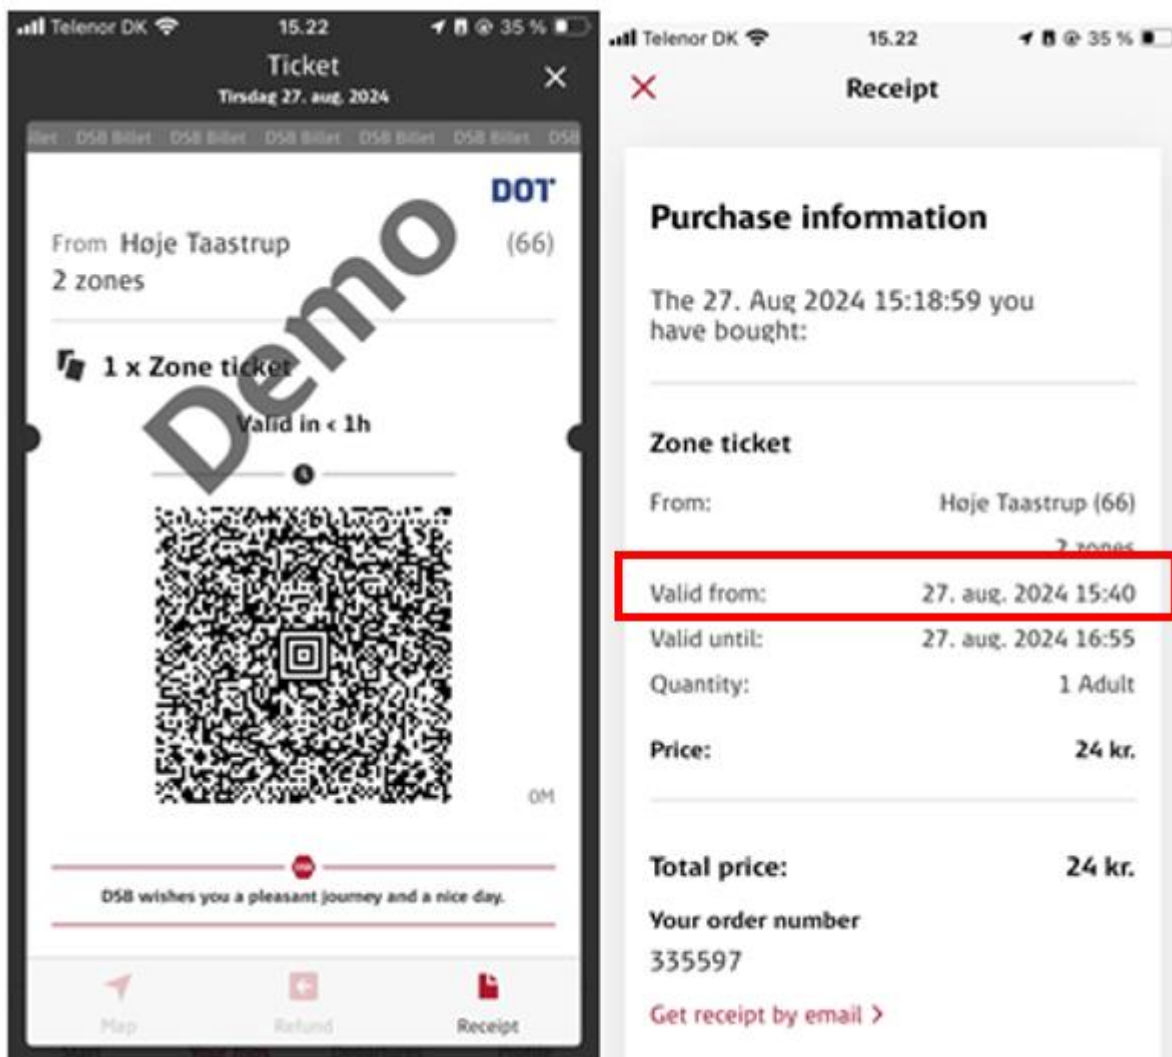 Telenor DK 15.22 35 %
Ticket
Tirsdag 27. aug. 2024
DSB Billet DSB Billet DSB Billet DSB Billet DSB
DOT
From Høje Taastrup (66)
2 zones
Demo
1 x Zone ticket
Valid in < 1h
0M
DSB
DSB wishes you a pleasant journey and a nice day.
Map Refund Receipt
Telenor DK 15.22 35 %
Receipt
Purchase information
The 27. Aug 2024 15:18:59 you
have bought:
Zone ticket
From: Høje Taastrup (66)
2 zones
Valid from: 27. aug. 2024 15:40
Valid until: 27. aug. 2024 16:55
Quantity: 1 Adult
Price: 24 kr.
Total price: 24 kr.
Your order number
335597
Get receipt by email >